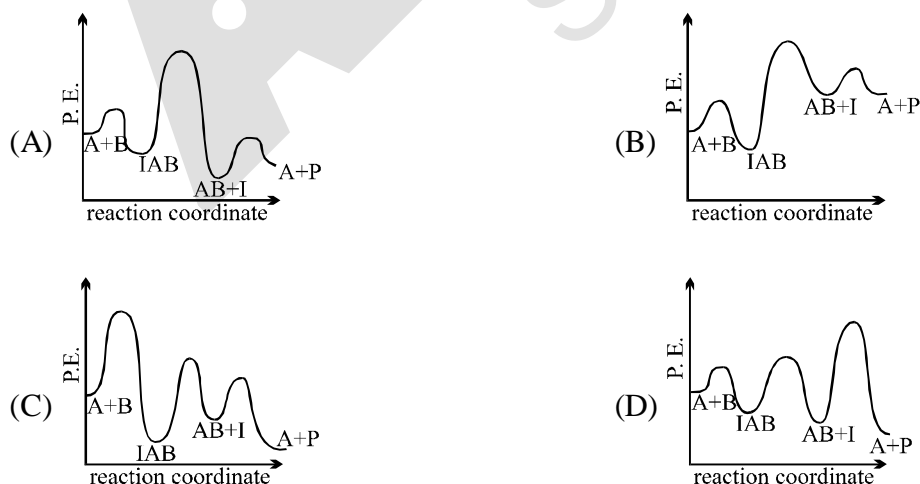 (A)
P. E.
A+B
IAB
AB+I
A+P
reaction coordinate
(B)
P. E.
A+B
IAB
AB+I
A+P
reaction coordinate
(C)
P.E.
A+B
IAB
AB+I
A+P
reaction coordinate
(D)
P. E.
A+B
IAB
AB+I
A+P
reaction coordinate